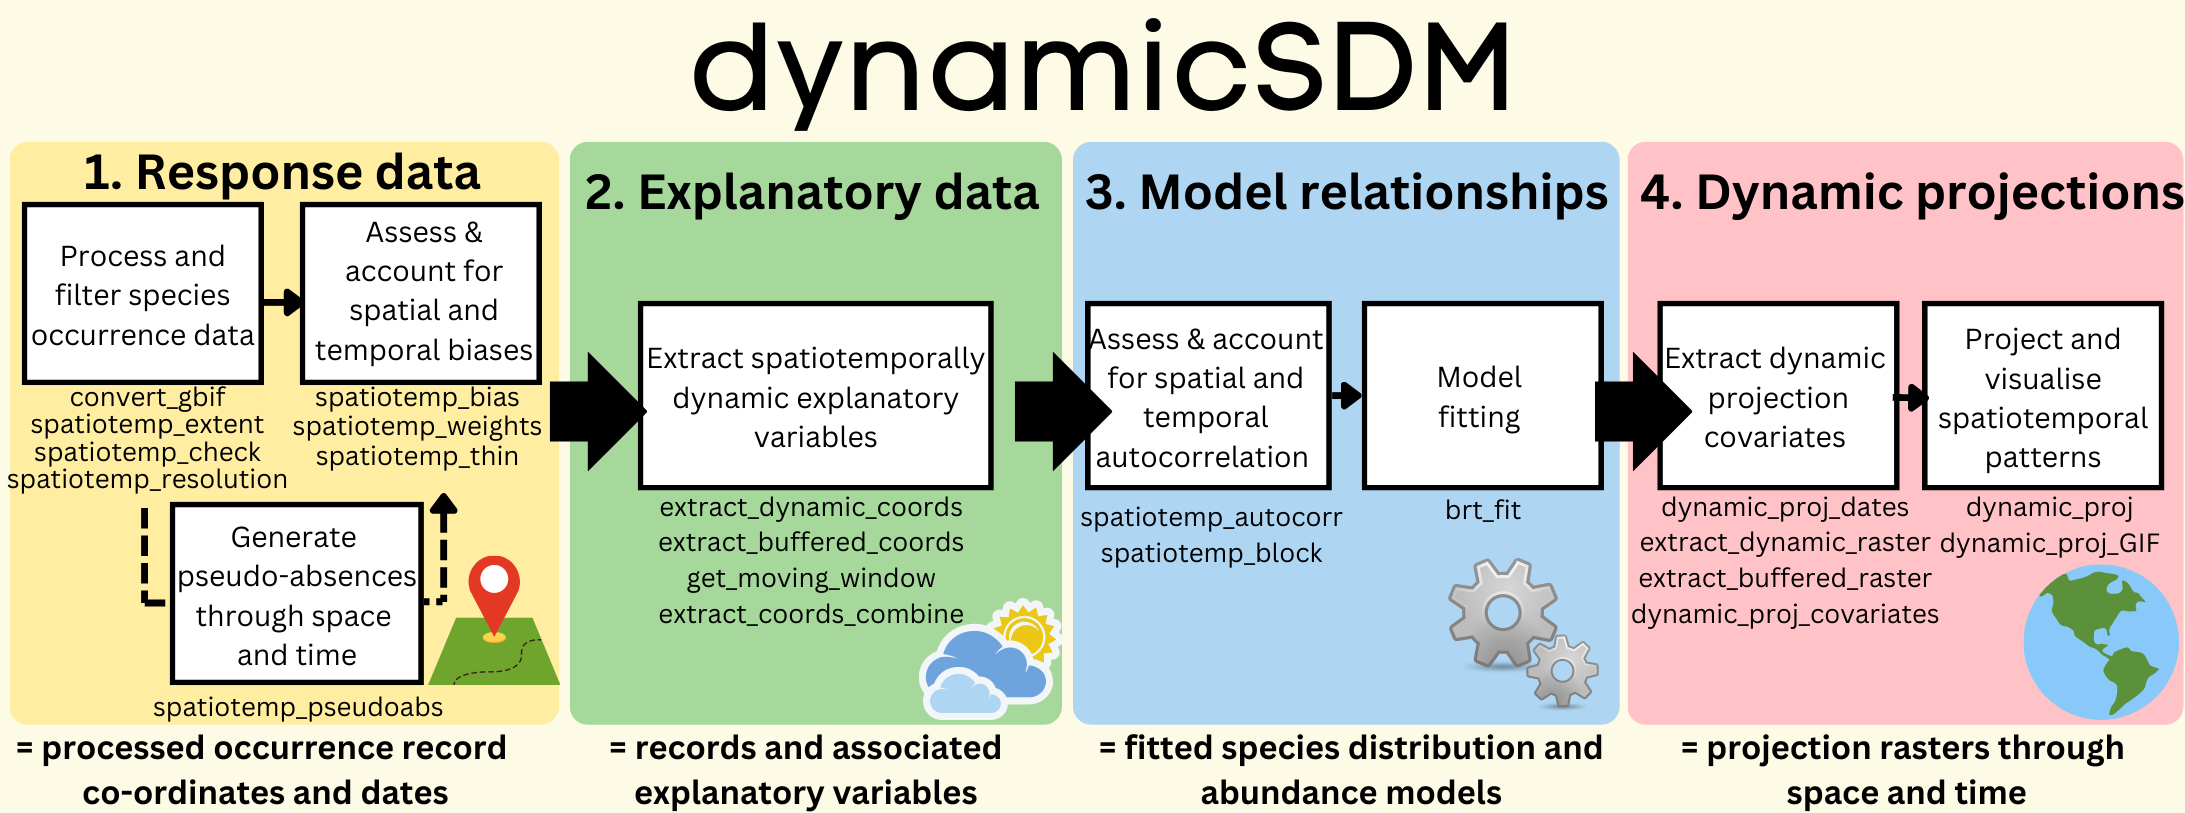 dynamicSDM
1. Response data
Process and
filter species
occurrence data
convert_gbif
spatiotemp_extent
spatiotemp_check
spatiotemp_resolution
Assess &
account for
spatial and
temporal biases
spatiotemp_bias
spatiotemp_weights
spatiotemp_thin
Generate
pseudo-absences
through space
and time
spatiotemp_pseudoabs
= processed occurrence record
co-ordinates and dates
2. Explanatory data
Extract spatiotemporally
dynamic explanatory
variables
extract_dynamic_coords
extract_buffered_coords
get_moving_window
extract_coords_combine
= records and associated
explanatory variables
3. Model relationships
Assess & account
for spatial and
temporal
autocorrelation
spatiotemp_autocorr
spatiotemp_block
Model
fitting
brt_fit
= fitted species distribution and
abundance models
4. Dynamic projections
Extract dynamic
projection
covariates
dynamic_proj_dates
extract_dynamic_raster
extract_buffered_raster
dynamic_proj_covariates
Project and
visualise
spatiotemporal
patterns
dynamic_proj
dynamic_proj_GIF
= projection rasters through
space and time